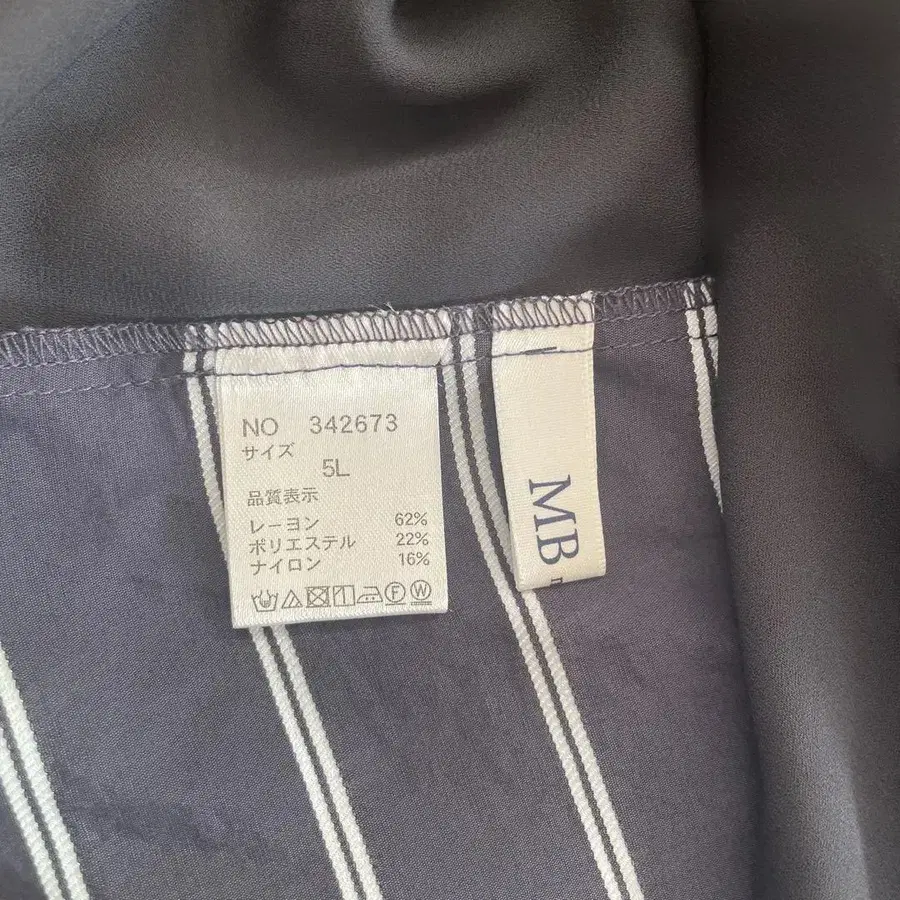 NO 342673
サイズ
5L
品質表示
レーヨン 62%
ポリエステル 22%
ナイロン 16%
F W
MB